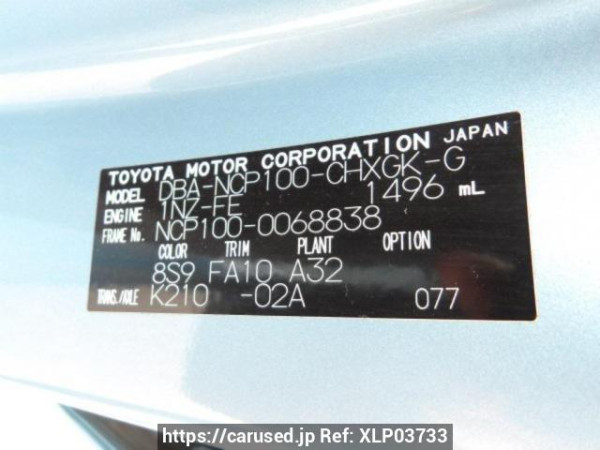 TOYOTA MOTOR CORPORATION JAPAN
MODEL DBA-NCP100-CHXGK-G
ENGINE 1NZ-FE 1496 mL
FRAME No. NCP100-0068838
COLOR TRIM PLANT OPTION
8S9 FA10 A32
TRANS./AXLE K210 -02A 077
https://carused.jp Ref: XLP03733